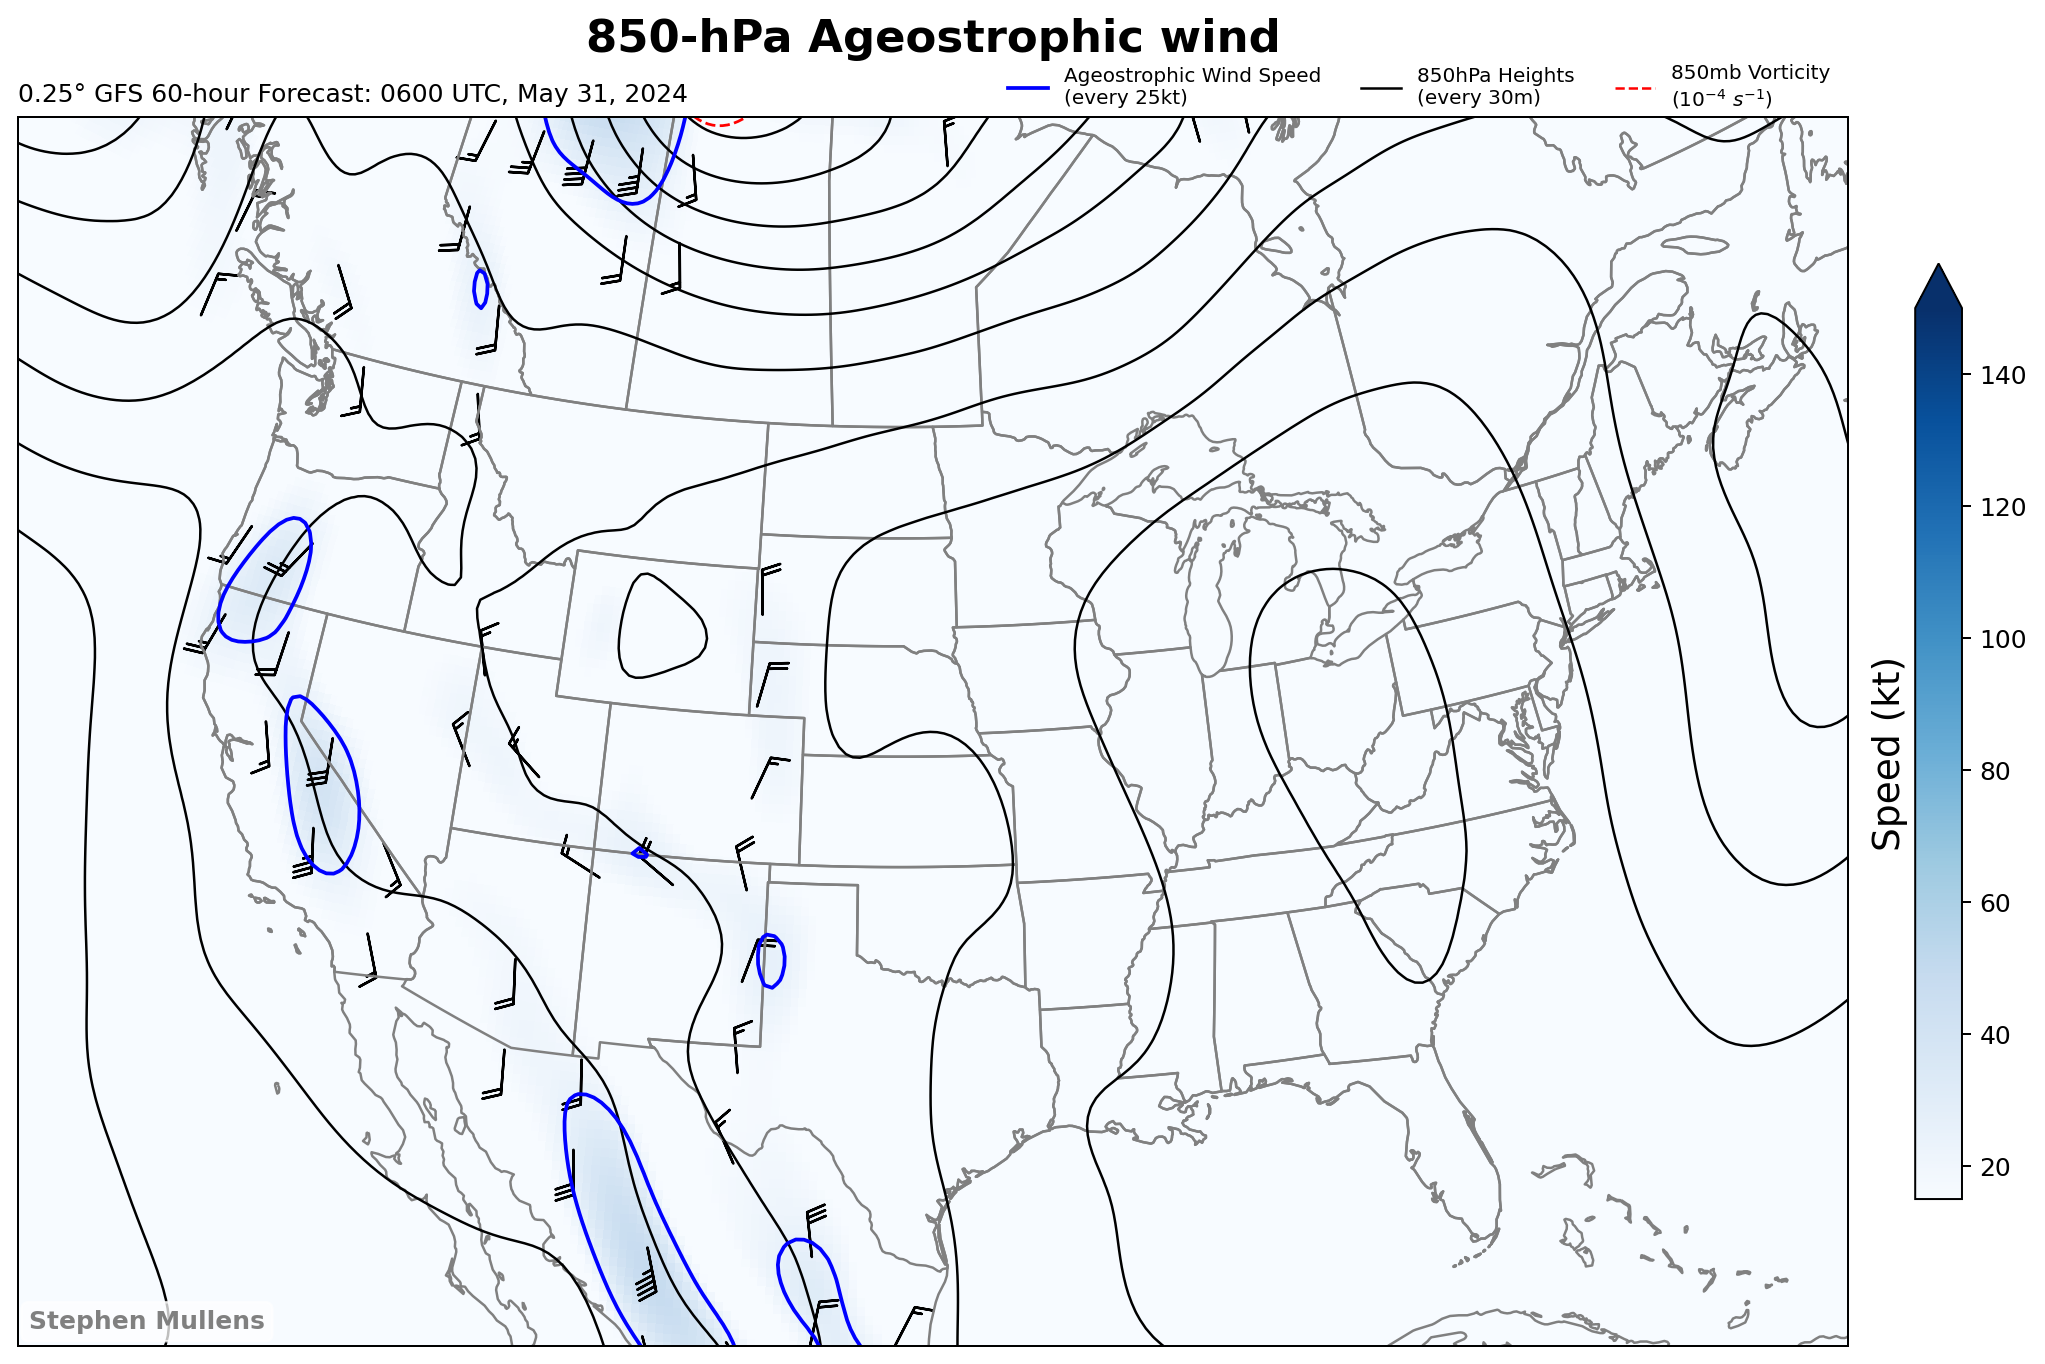 850-hPa Ageostrophic wind
0.25° GFS 60-hour Forecast: 0600 UTC, May 31, 2024
Ageostrophic Wind Speed
(every 25kt)
850hPa Heights
(every 30m)
850mb Vorticity
(10⁻⁴ s⁻¹)
140
120
100
80
60
40
20
Speed (kt)
Stephen Mullens